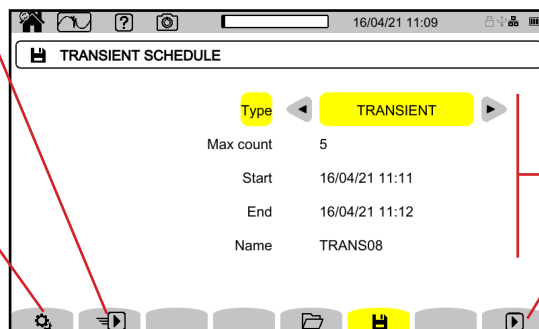 ? 16/04/21 11:09
TRANSIENT SCHEDULE
Type TRANSIENT
Max count 5
Start 16/04/21 11:11
End 16/04/21 11:12
Name TRANS08